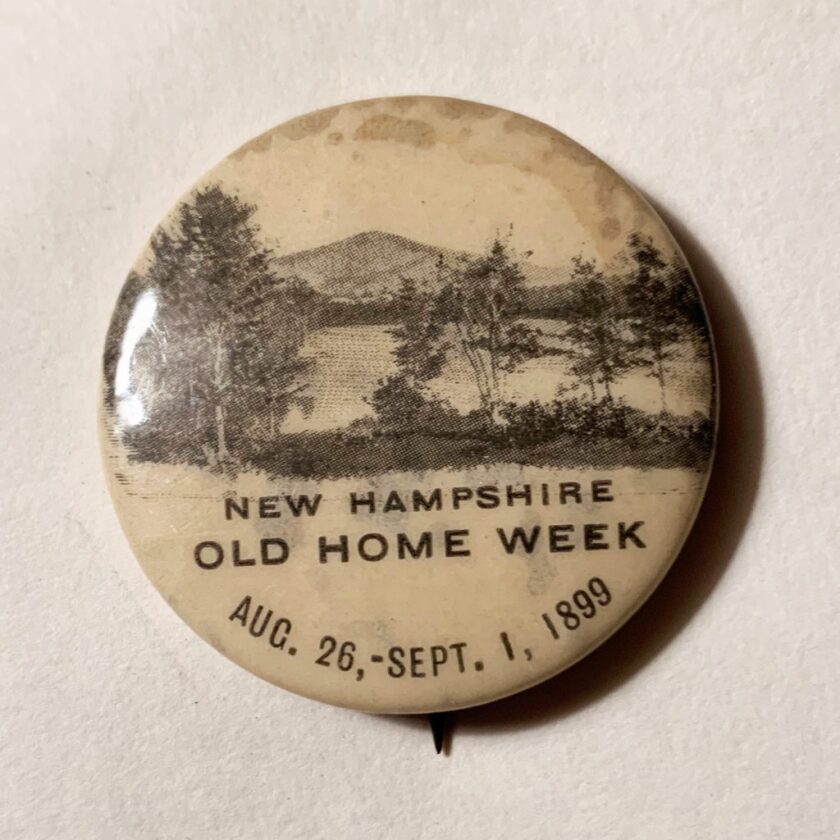 NEW HAMPSHIRE
OLD HOME WEEK
AUG. 26,-SEPT. 1, 1899